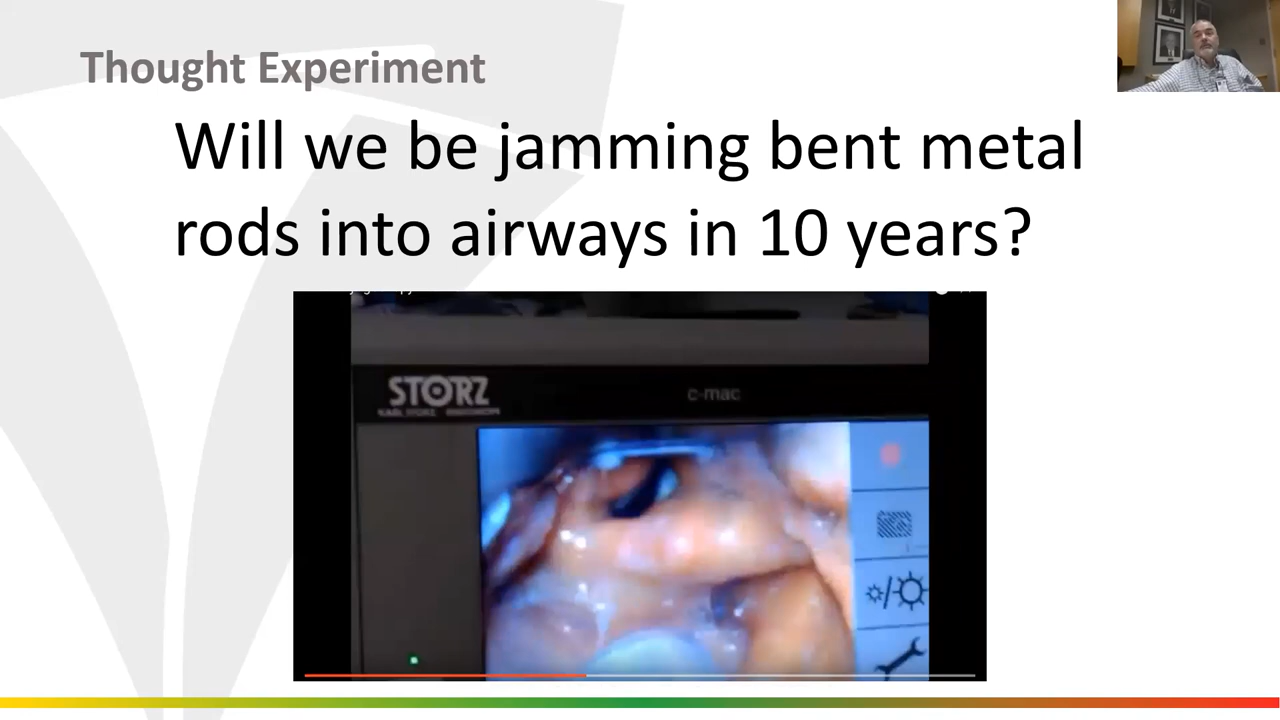 Thought Experiment
Will we be jamming bent metal
rods into airways in 10 years?
STORZ
c-mac